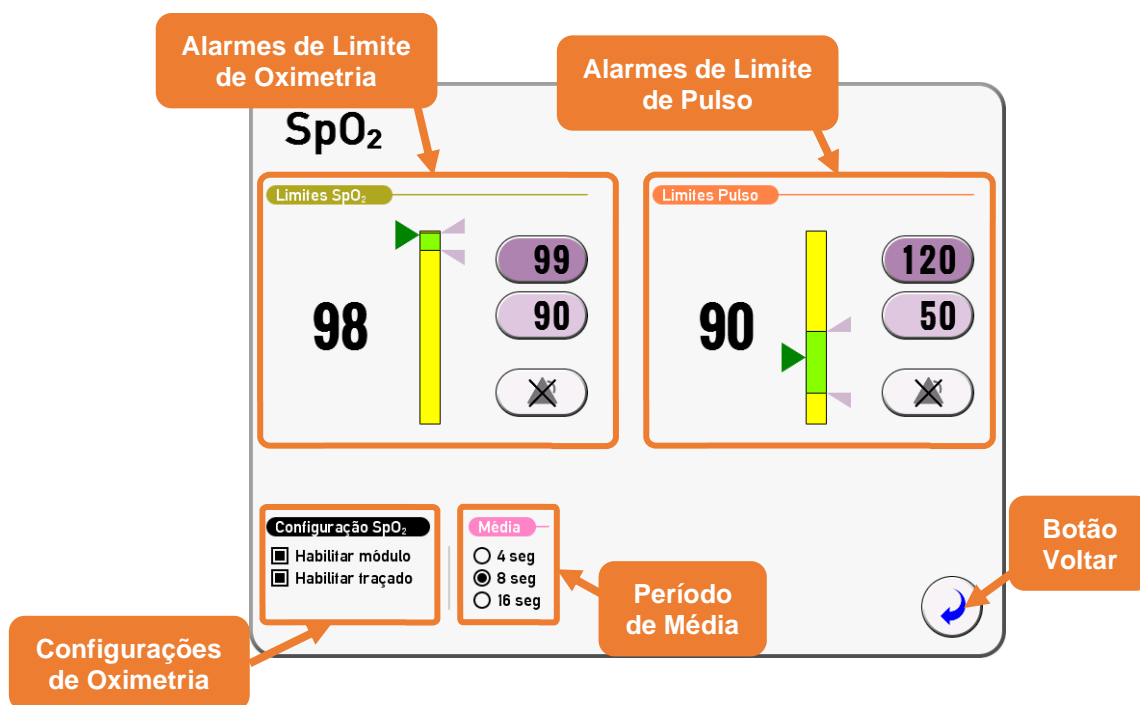 Alarmes de Limite
de Oximetria
Alarmes de Limite
de Pulso
SpO₂
Limites SpO₂
98
99
90
Limites Pulso
90
120
50
Configuração SpO₂
Habilitar módulo
Habilitar traçado
Média
4 seg
8 seg
16 seg
Botão
Voltar
Período
de Média
Configurações
de Oximetria